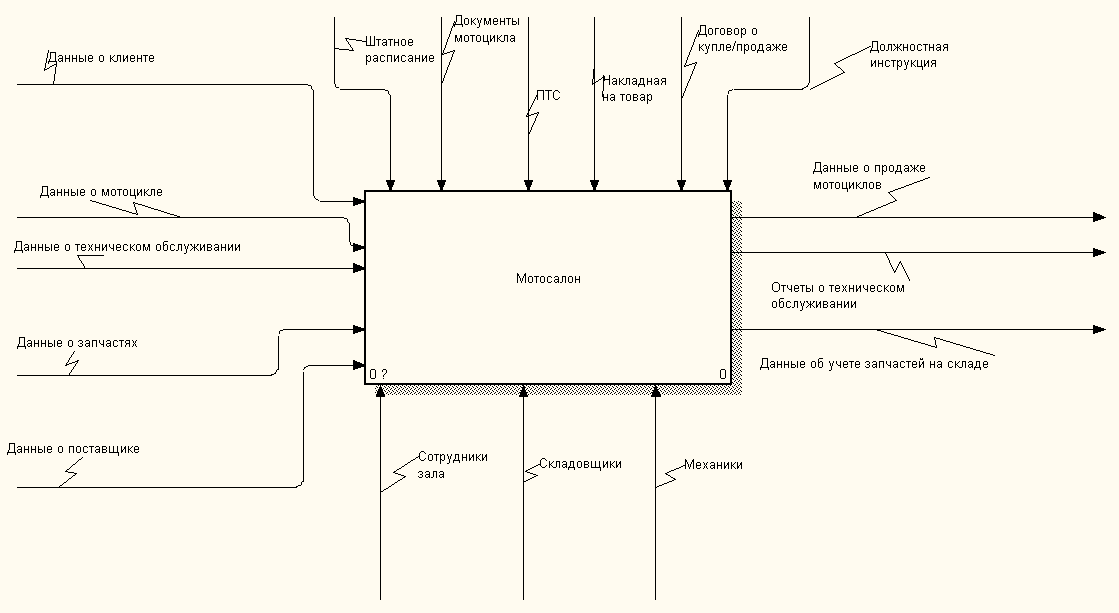 Данные о клиенте
Штатное
расписание
Документы
мотоцикла
ПТС
Накладная
на товар
Договор о
купле/продаже
Должностная
инструкция
Данные о мотоцикле
Данные о техническом обслуживании
Данные о запчастях
Данные о поставщике
Мотосалон
0 ?
0
Данные о продаже
мотоциклов
Отчеты о техническом
обслуживании
Данные об учете запчастей на складе
Сотрудники
зала
Складовщики
Механики